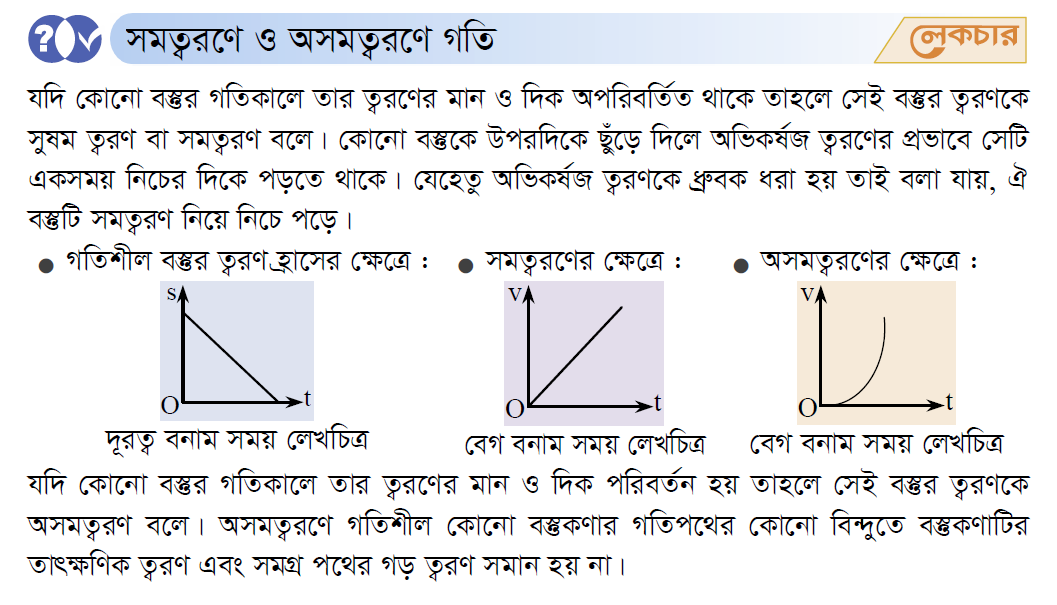 সমত্বরণে ও অসমত্বরণে গতি
লেকচার
যদি কোনো বস্তুর গতিকালে তার ত্বরণের মান ও দিক অপরিবর্তিত থাকে তাহলে সেই বস্তুর ত্বরণকে
সুষম ত্বরণ বা সমত্বরণ বলে। কোনো বস্তুকে উপরদিকে ছুঁড়ে দিলে অভিকর্ষজ ত্বরণের প্রভাবে সেটি
একসময় নিচের দিকে পড়তে থাকে। যেহেতু অভিকর্ষজ ত্বরণকে ধ্রুবক ধরা হয় তাই বলা যায়, ঐ
বস্তুটি সমত্বরণ নিয়ে নিচে পড়ে।
● গতিশীল বস্তুর ত্বরণ হ্রাসের ক্ষেত্রে :
● সমত্বরণের ক্ষেত্রে :
● অসমত্বরণের ক্ষেত্রে :
s
O
t
v
O
t
v
O
t
দূরত্ব বনাম সময় লেখচিত্র
বেগ বনাম সময় লেখচিত্র
বেগ বনাম সময় লেখচিত্র
যদি কোনো বস্তুর গতিকালে তার ত্বরণের মান ও দিক পরিবর্তন হয় তাহলে সেই বস্তুর ত্বরণকে
অসমত্বরণ বলে। অসমত্বরণে গতিশীল কোনো বস্তুকণার গতিপথের কোনো বিন্দুতে বস্তুকণাটির
তাৎক্ষণিক ত্বরণ এবং সমগ্র পথের গড় ত্বরণ সমান হয় না।